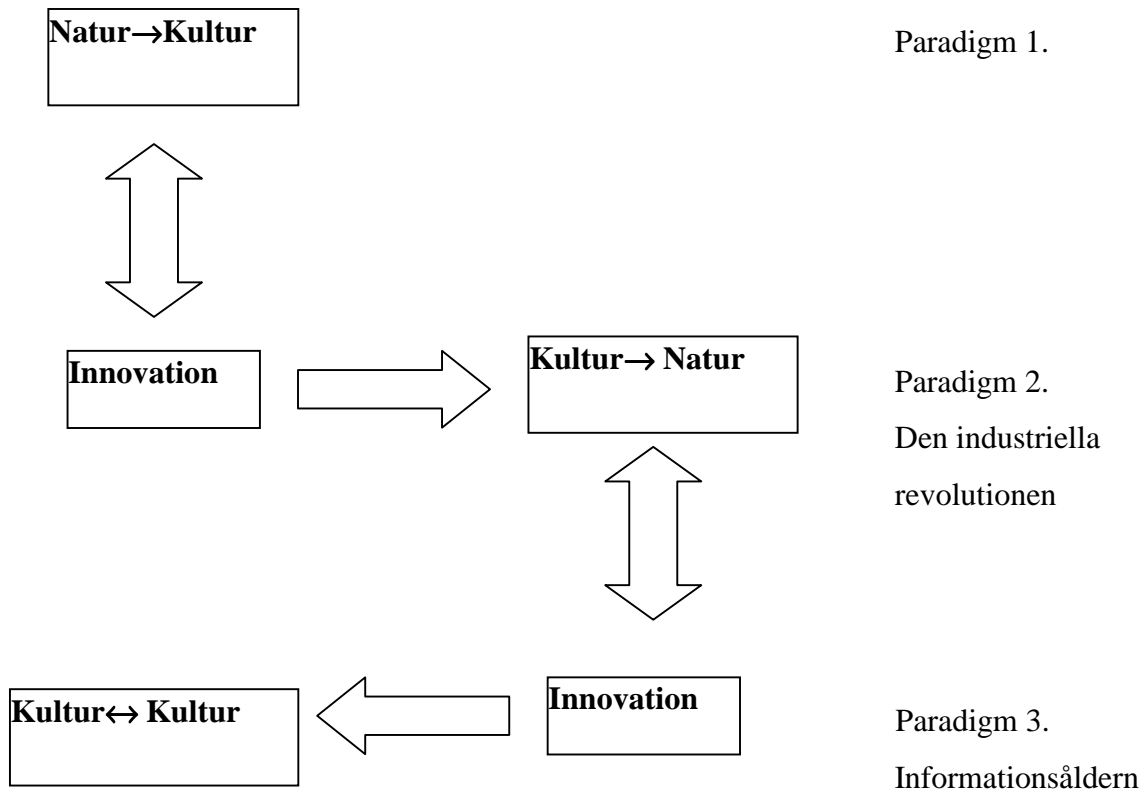 Natur→Kultur
Paradigm 1.
Innovation
Kultur→ Natur
Paradigm 2.
Den industriella
revolutionen
Kultur↔ Kultur
Innovation
Paradigm 3.
Informationsåldern